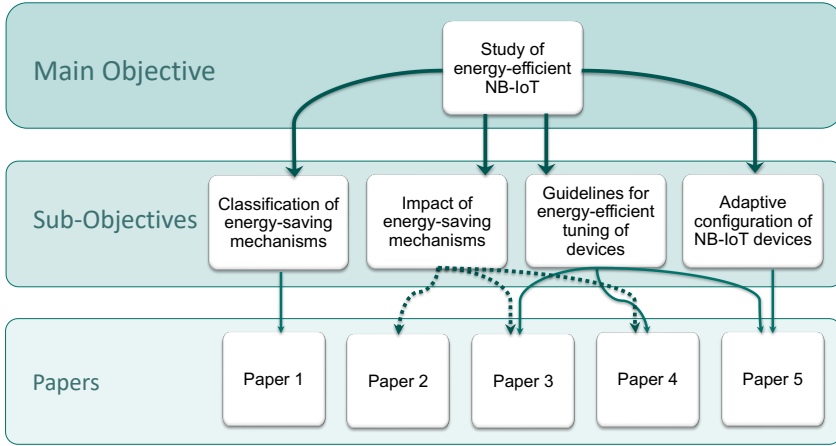 Main Objective
Study of
energy-efficient
NB-IoT
Sub-Objectives
Classification of
energy-saving
mechanisms
Impact of
energy-saving
mechanisms
Guidelines for
energy-efficient
tuning of
devices
Adaptive
configuration of
NB-IoT devices
Papers
Paper 1
Paper 2
Paper 3
Paper 4
Paper 5